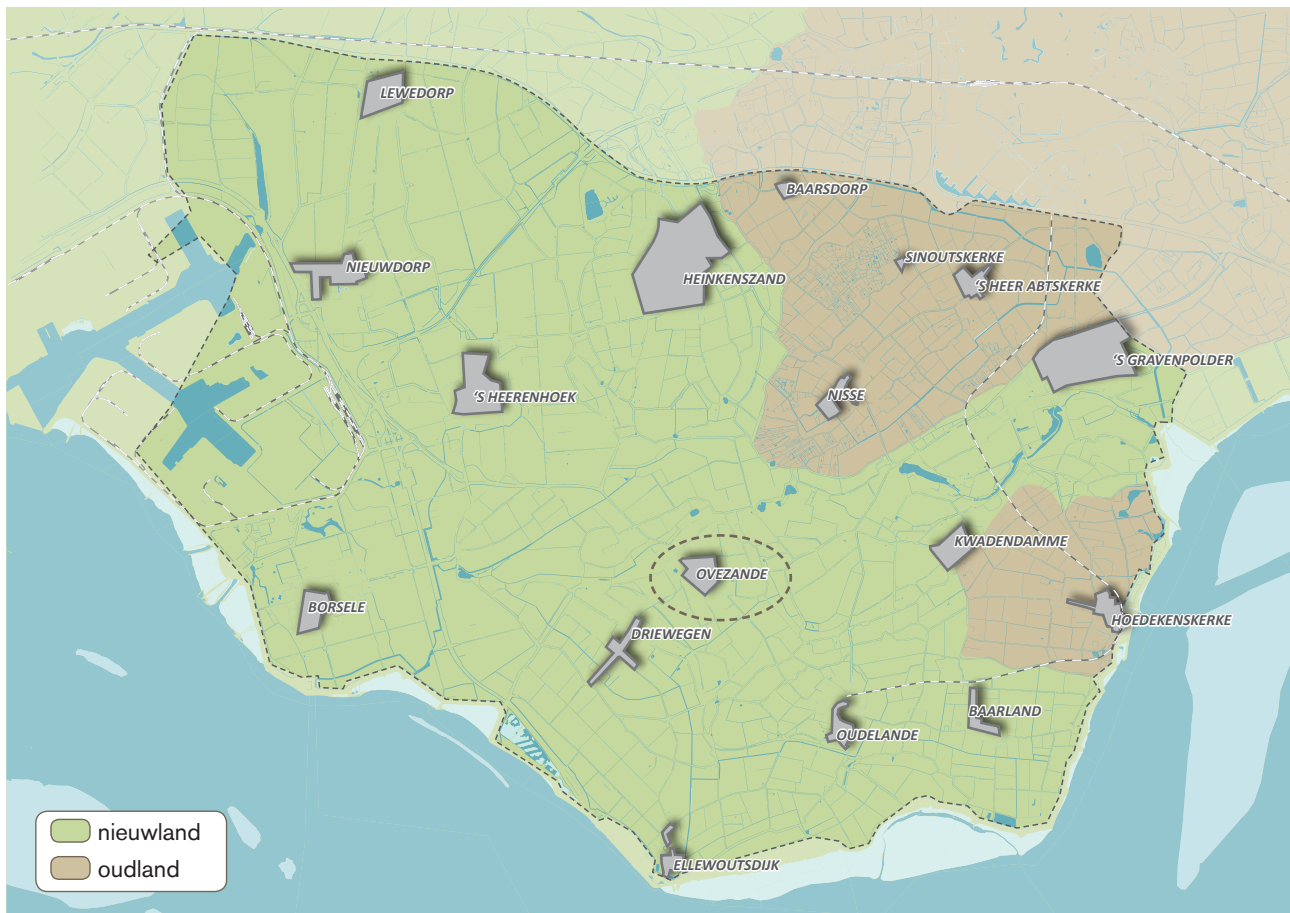 LEWEDORP
BAARSDORP
SINOUTSKERKE
'S HEER ABTSKERKE
NIEUWDORP
HEINKENSZAND
'S GRAVENPOLDER
'S HEERENHOEK
NISSE
KWADENDAMME
OVEZANDE
BORSELE
HOEDEKENSKERKE
DRIEWEGEN
BAARLAND
OUDELANDE
ELLEWOUTSDIJK
nieuwland
oudland